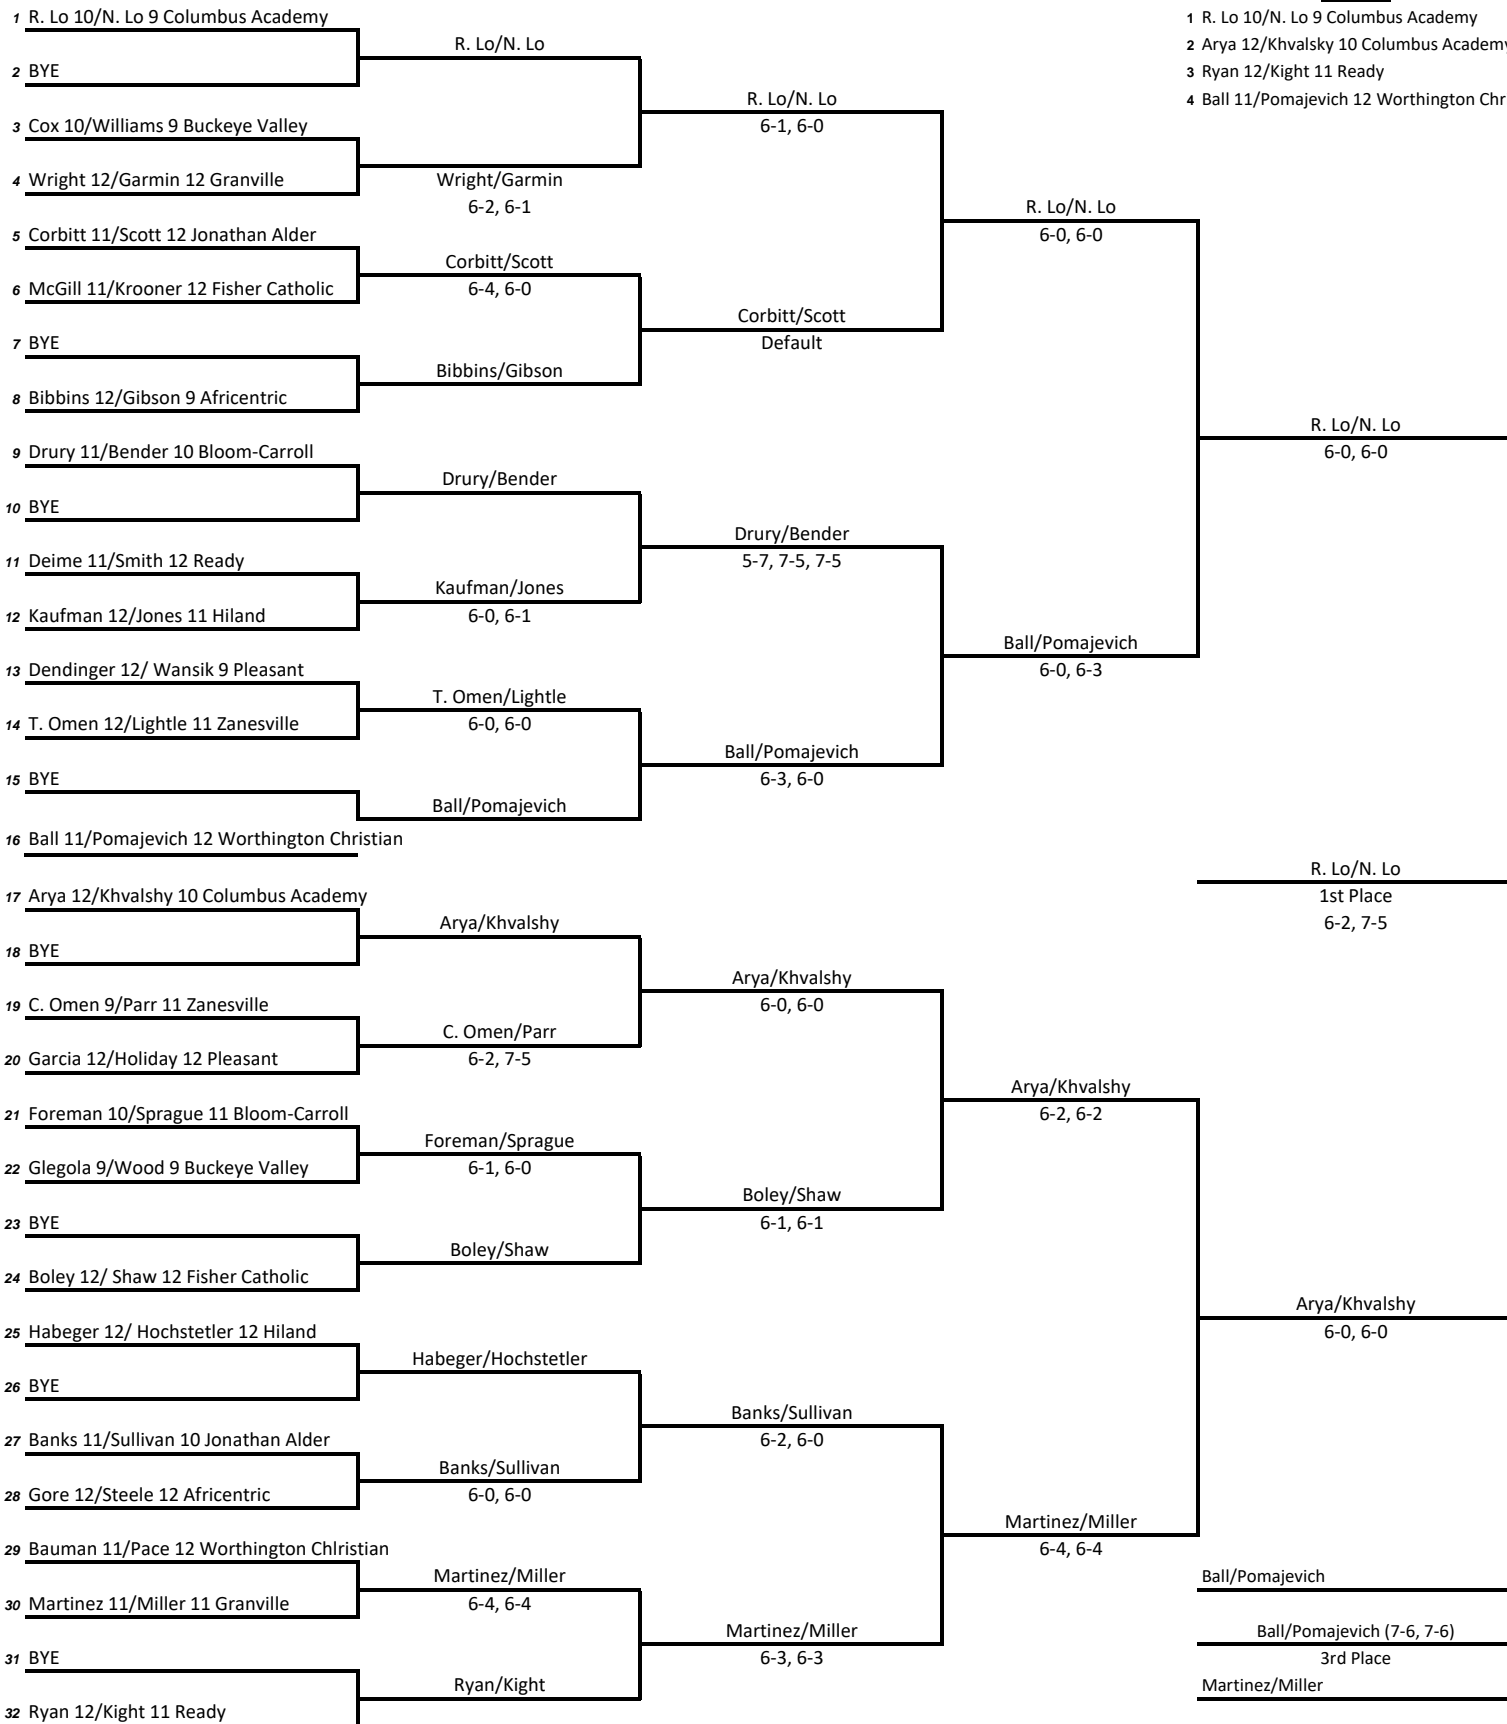 1 R. Lo 10/N. Lo 9 Columbus Academy
2 BYE
3 Cox 10/Williams 9 Buckeye Valley
4 Wright 12/Garmin 12 Granville
5 Corbitt 11/Scott 12 Jonathan Alder
6 McGill 11/Krooner 12 Fisher Catholic
7 BYE
8 Bibbins 12/Gibson 9 Africentric
9 Drury 11/Bender 10 Bloom-Carroll
10 BYE
11 Deime 11/Smith 12 Ready
12 Kaufman 12/Jones 11 Hiland
13 Dendinger 12/ Wansik 9 Pleasant
14 T. Omen 12/Lightle 11 Zanesville
15 BYE
16 Ball 11/Pomajevich 12 Worthington Christian
17 Arya 12/Khvalshy 10 Columbus Academy
18 BYE
19 C. Omen 9/Parr 11 Zanesville
20 Garcia 12/Holiday 12 Pleasant
21 Foreman 10/Sprague 11 Bloom-Carroll
22 Glegola 9/Wood 9 Buckeye Valley
23 BYE
24 Boley 12/ Shaw 12 Fisher Catholic
25 Habeger 12/ Hochstetler 12 Hiland
26 BYE
27 Banks 11/Sullivan 10 Jonathan Alder
28 Gore 12/Steele 12 Africentric
29 Bauman 11/Pace 12 Worthington Chlristian
30 Martinez 11/Miller 11 Granville
31 BYE
32 Ryan 12/Kight 11 Ready
R. Lo/N. Lo
Wright/Garmin
6-2, 6-1
Corbitt/Scott
6-4, 6-0
Bibbins/Gibson
Drury/Bender
Kaufman/Jones
6-0, 6-1
T. Omen/Lightle
6-0, 6-0
Ball/Pomajevich
Arya/Khvalshy
C. Omen/Parr
6-2, 7-5
Foreman/Sprague
6-1, 6-0
Boley/Shaw
Habeger/Hochstetler
Banks/Sullivan
6-0, 6-0
Martinez/Miller
6-4, 6-4
Ryan/Kight
R. Lo/N. Lo
6-1, 6-0
Corbitt/Scott
Default
Drury/Bender
5-7, 7-5, 7-5
Ball/Pomajevich
6-3, 6-0
Arya/Khvalshy
6-0, 6-0
Boley/Shaw
6-1, 6-1
Banks/Sullivan
6-2, 6-0
Martinez/Miller
6-3, 6-3
R. Lo/N. Lo
6-0, 6-0
Ball/Pomajevich
6-0, 6-3
Arya/Khvalshy
6-2, 6-2
Martinez/Miller
6-4, 6-4
1 R. Lo 10/N. Lo 9 Columbus Academy
2 Arya 12/Khvalsky 10 Columbus Academy
3 Ryan 12/Kight 11 Ready
4 Ball 11/Pomajevich 12 Worthington Chr
R. Lo/N. Lo
6-0, 6-0
R. Lo/N. Lo
1st Place
6-2, 7-5
Arya/Khvalshy
6-0, 6-0
Ball/Pomajevich
Ball/Pomajevich (7-6, 7-6)
3rd Place
Martinez/Miller